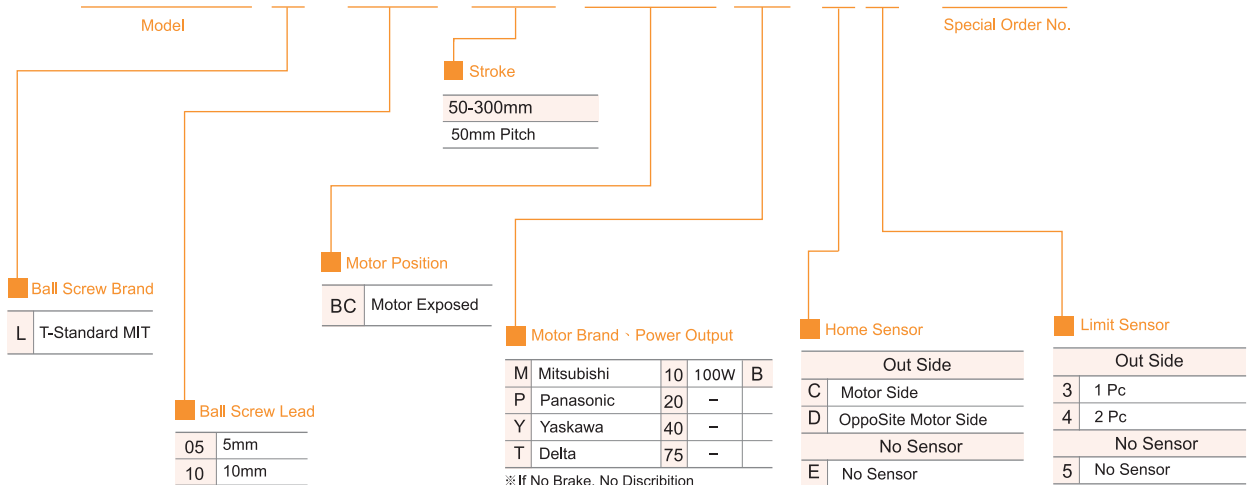 Model
Special Order No.
Stroke
50-300mm
50mm Pitch
Motor Position
BC Motor Exposed
Ball Screw Brand
L T-Standard MIT
Ball Screw Lead
05 5mm
10 10mm
Motor Brand、Power Output
M Mitsubishi 10 100W B
P Panasonic 20 –
Y Yaskawa 40 –
T Delta 75 –
※If No Brake, No Discribition
Home Sensor
Out Side
C Motor Side
D OppoSite Motor Side
No Sensor
E No Sensor
Limit Sensor
Out Side
3 1 Pc
4 2 Pc
No Sensor
5 No Sensor